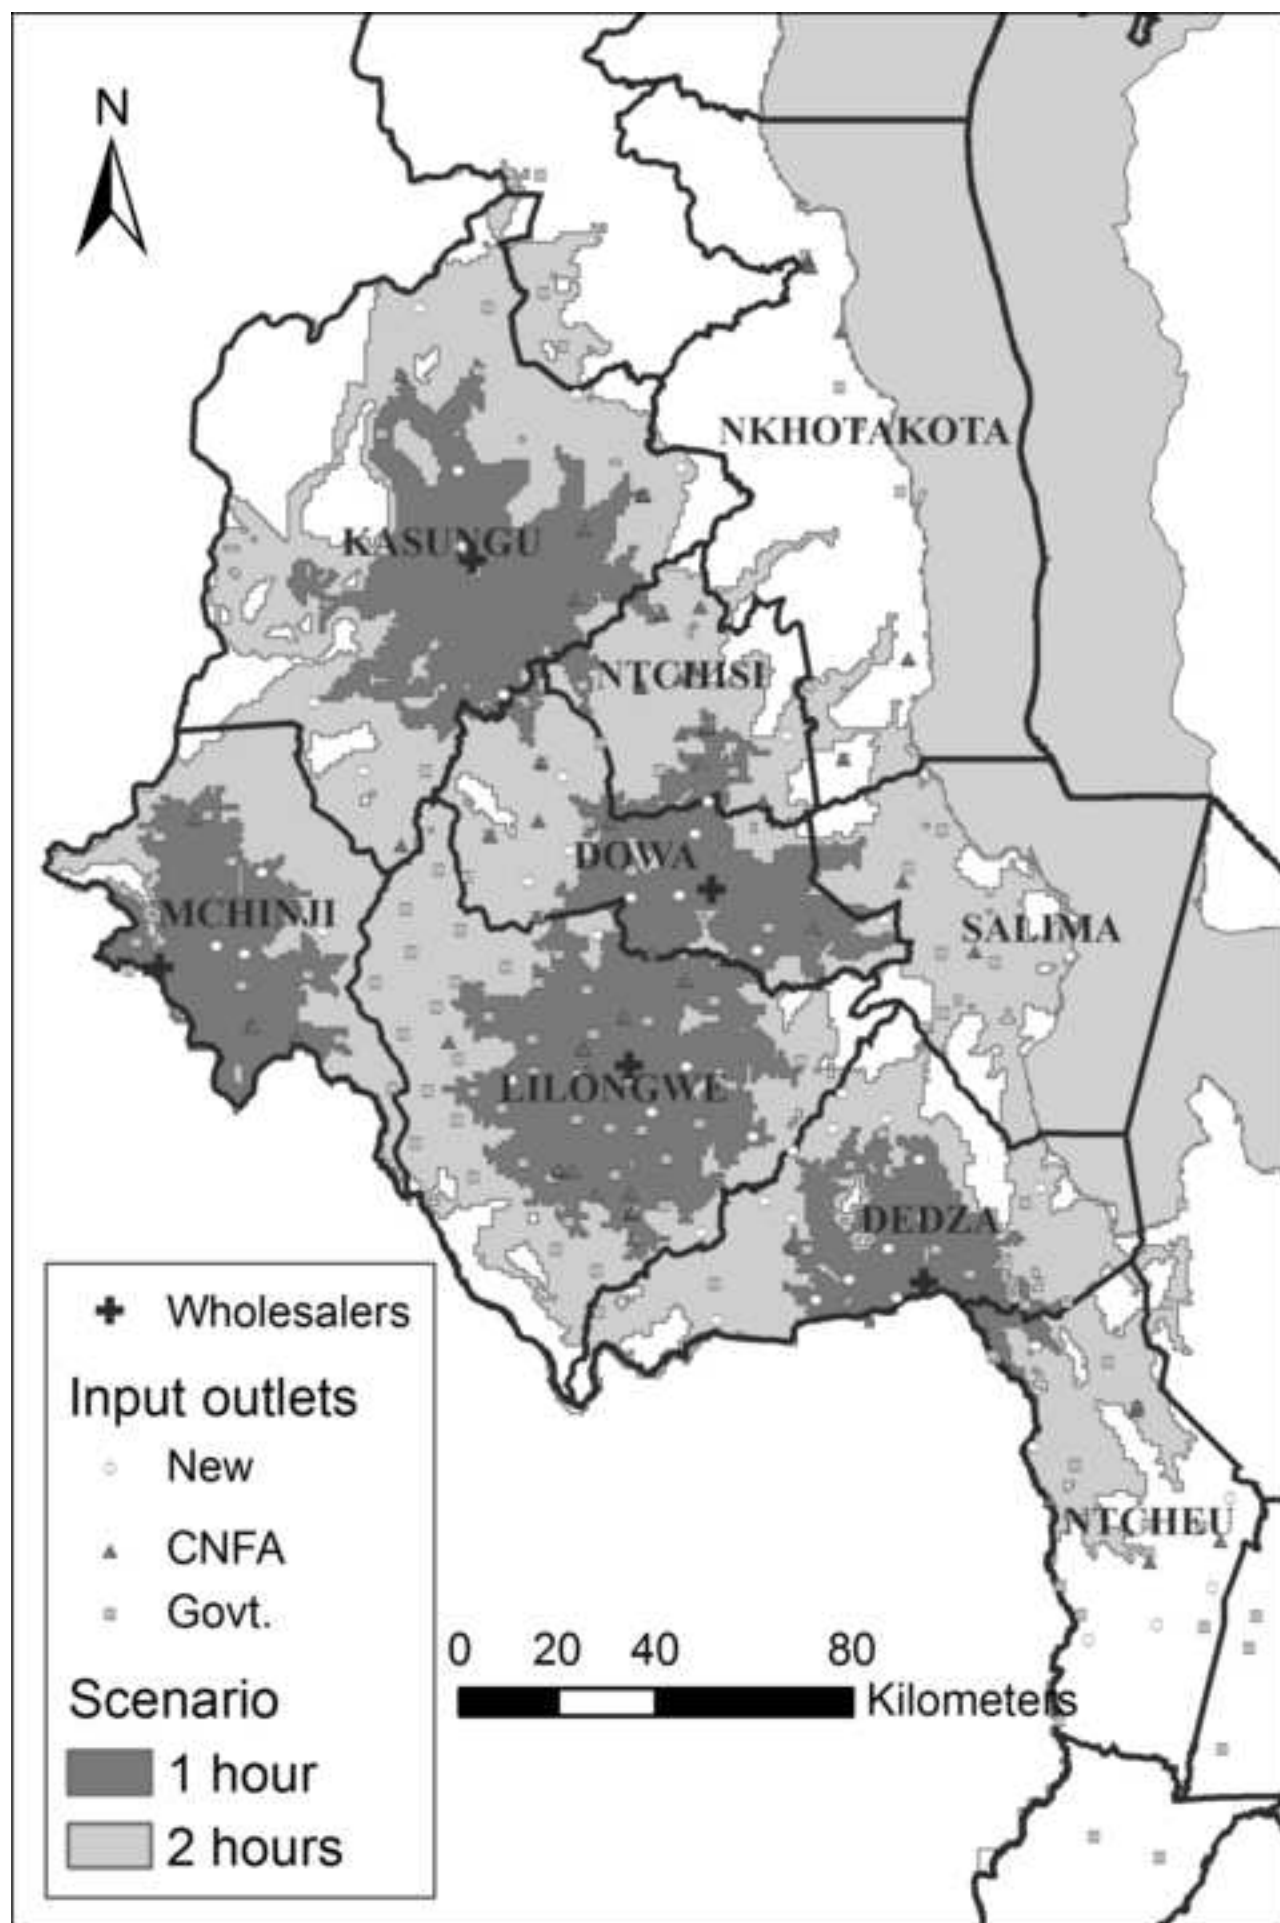 N
NKHOTAKOTA
KASUNGU
NTCHISI
DOWA
MCHINJI
SALIMA
LILONGWE
DEDZA
NTCHEU
Wholesalers
Input outlets
New
CNFA
Govt.
Scenario
1 hour
2 hours
0 20 40 80
Kilometers